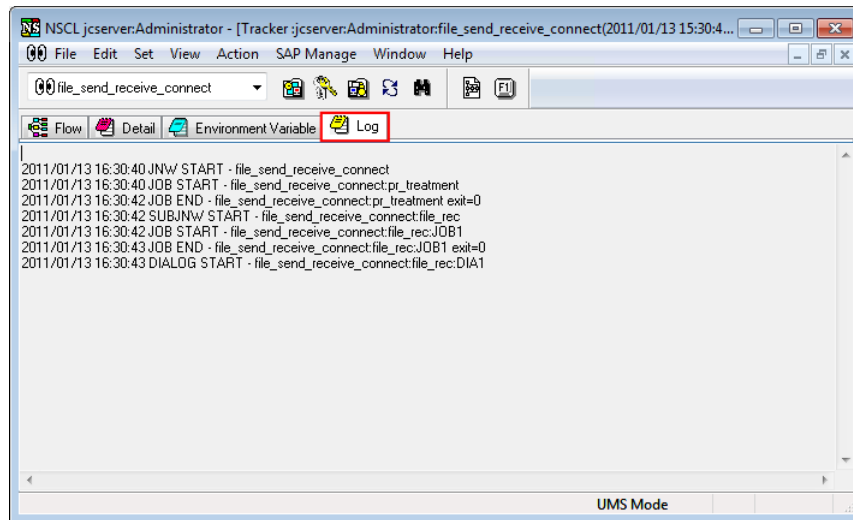 NSCL jcserver:Administrator - [Tracker :jcserver:Administrator:file_send_receive_connect(2011/01/13 15:30:4...
File Edit Set View Action SAP Manage Window Help
file_send_receive_connect F1
Flow Detail Environment Variable Log
2011/01/13 16:30:40 JNW START - file_send_receive_connect
2011/01/13 16:30:40 JOB START - file_send_receive_connect:pr_treatment
2011/01/13 16:30:42 JOB END - file_send_receive_connect:pr_treatment exit=0
2011/01/13 16:30:42 SUBJNW START - file_send_receive_connect:file_rec
2011/01/13 16:30:42 JOB START - file_send_receive_connect:file_rec:JOB1
2011/01/13 16:30:43 JOB END - file_send_receive_connect:file_rec:JOB1 exit=0
2011/01/13 16:30:43 DIALOG START - file_send_receive_connect:file_rec:DIA1
UMS Mode